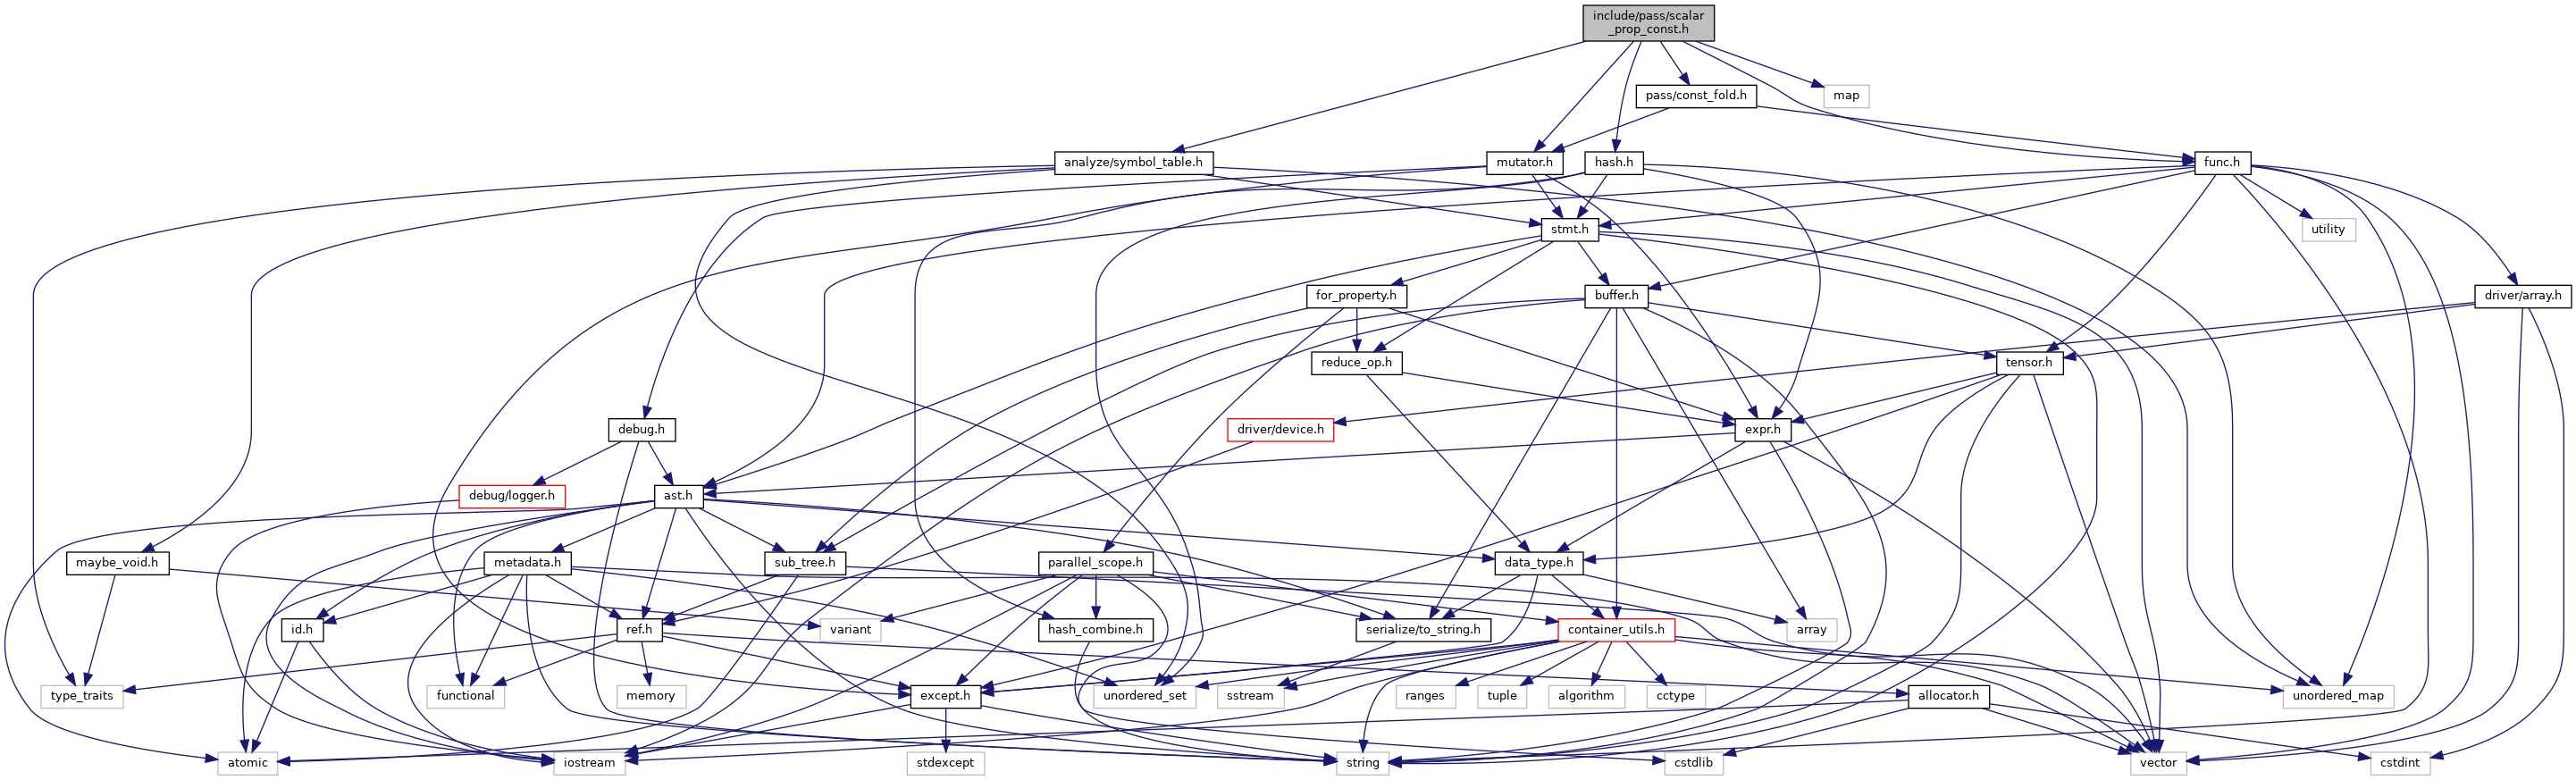 include/pass/scalar
_prop_const.h
pass/const_fold.h
map
analyze/symbol_table.h
mutator.h
hash.h
func.h
stmt.h
utility
for_property.h
buffer.h
driver/array.h
reduce_op.h
tensor.h
debug.h
driver/device.h
expr.h
debug/logger.h
ast.h
maybe_void.h
metadata.h
sub_tree.h
parallel_scope.h
data_type.h
id.h
ref.h
variant
hash_combine.h
serialize/to_string.h
container_utils.h
array
type_traits
functional
memory
except.h
unordered_set
sstream
ranges
tuple
algorithm
cctype
allocator.h
unordered_map
atomic
iostream
stdexcept
string
cstdlib
vector
cstdint